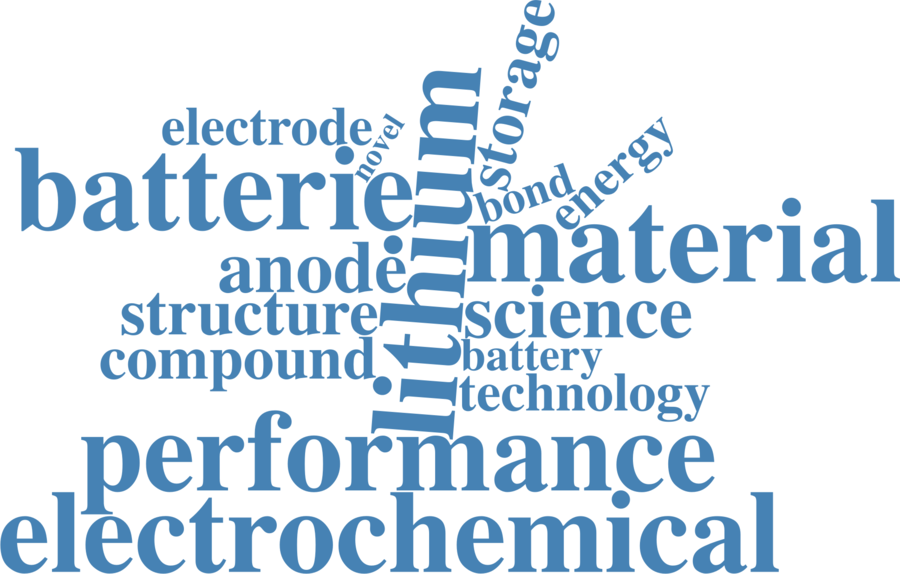 storage
electrode
novel
energy
batterie
lithium
bond
material
anode
structure
science
compound
battery
technology
performance
electrochemical